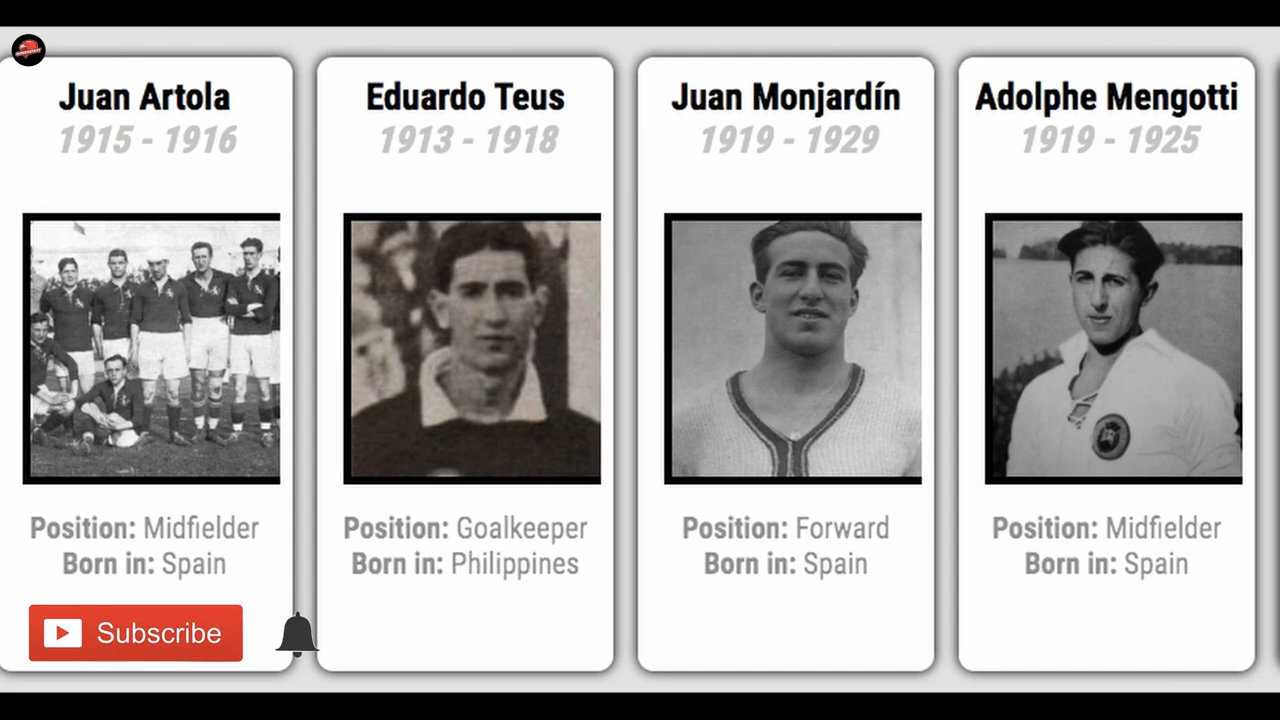 Juan Artola
1915 - 1916
Position: Midfielder
Born in: Spain
Eduardo Teus
1913 - 1918
Position: Goalkeeper
Born in: Philippines
Juan Monjardín
1919 - 1929
Position: Forward
Born in: Spain
Adolphe Mengotti
1919 - 1925
Position: Midfielder
Born in: Spain
Subscribe